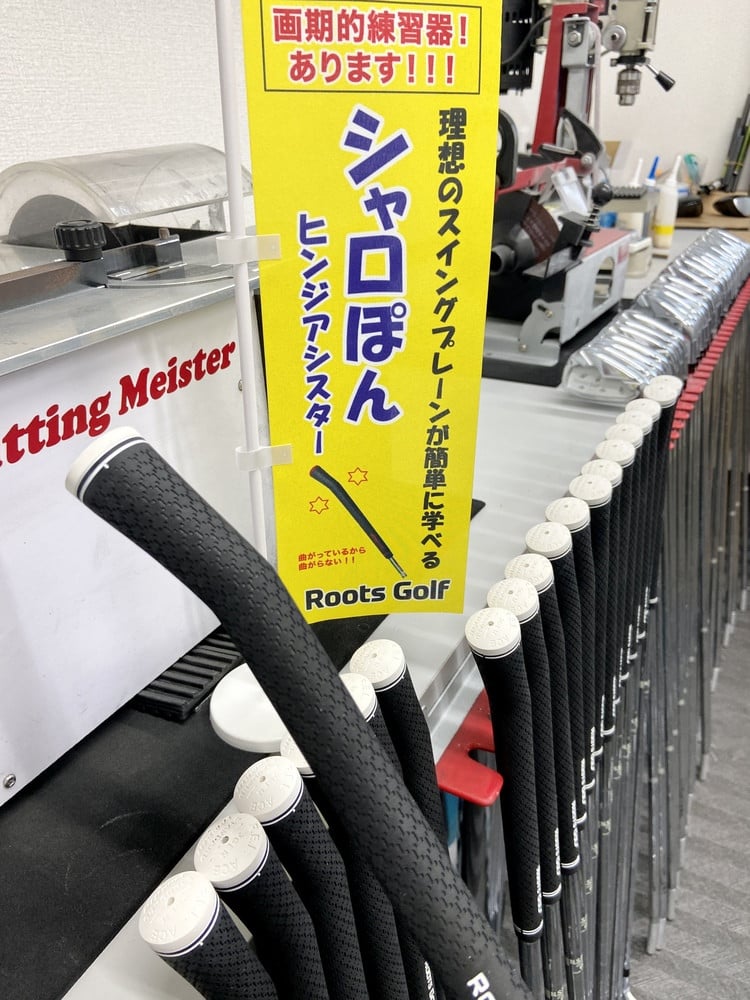 画期的練習器!
あります!!!
理想のスイングプレーンが簡単に学べる
シャロぽん
ヒンジアシスター
曲がっているから
曲がらない!!
Roots Golf
tting Meister